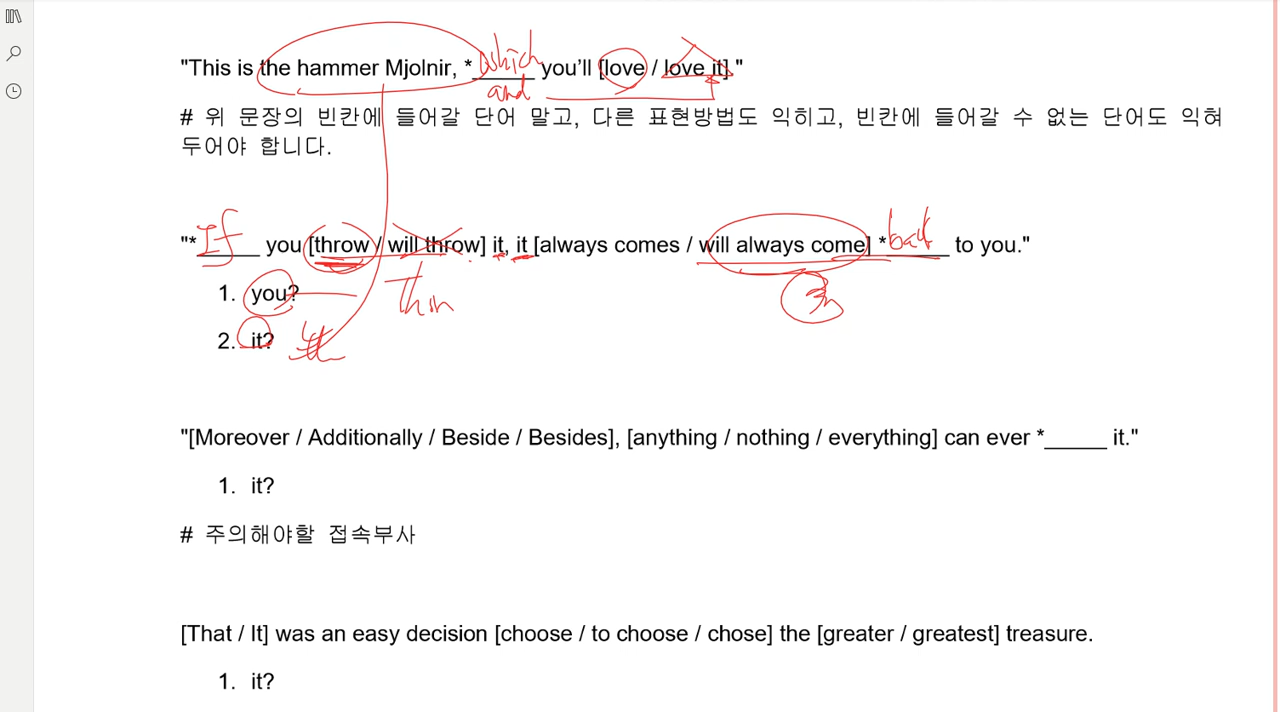 which
"This is the hammer Mjolnir, *_____ you’ll [love / love it]."
and
# 위 문장의 빈칸에 들어갈 단어 말고, 다른 표현방법도 익히고, 빈칸에 들어갈 수 없는 단어도 익혀
두어야 합니다.
"*_____ you [throw / will throw] it, it [always comes / will always come] *_____ to you."
If
1. you?
Thor
2. it?
"[Moreover / Additionally / Beside / Besides], [anything / nothing / everything] can ever *_____ it."
1. it?
# 주의해야할 접속부사
[That / It] was an easy decision [choose / to choose / chose] the [greater / greatest] treasure.
1. it?